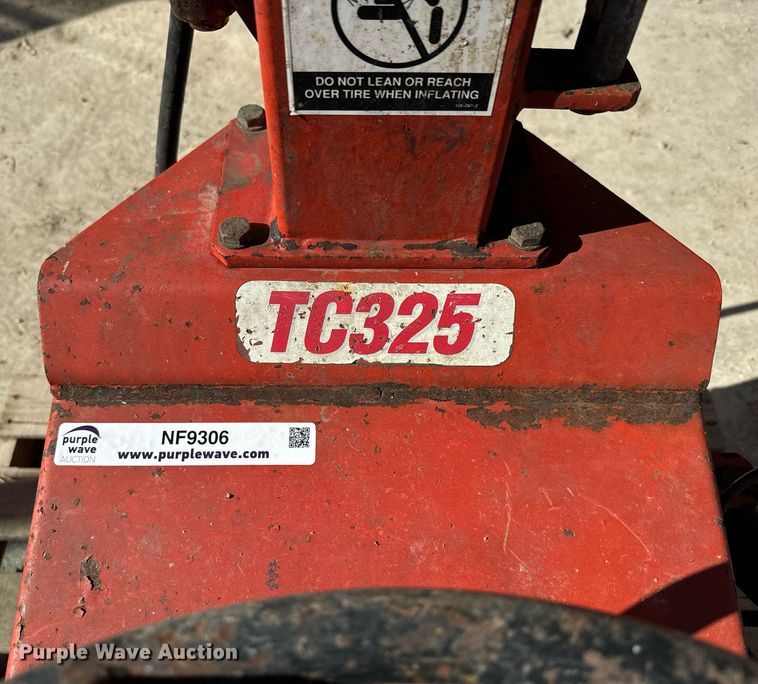 DO NOT LEAN OR REACH
OVER TIRE WHEN INFLATING
TC325
purple
wave
AUCTION
NF9306
www.purplewave.com
Purple Wave Auction